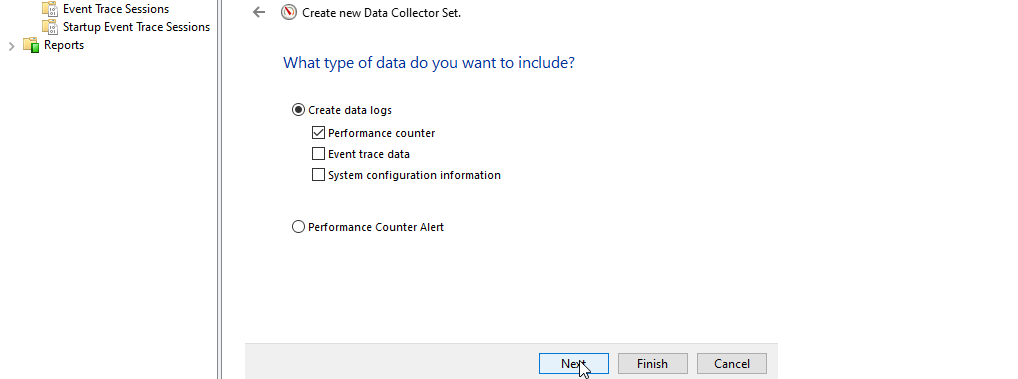 Event Trace Sessions
Startup Event Trace Sessions
Reports
Create new Data Collector Set.
What type of data do you want to include?
Create data logs
Performance counter
Event trace data
System configuration information
Performance Counter Alert
Next
Finish
Cancel